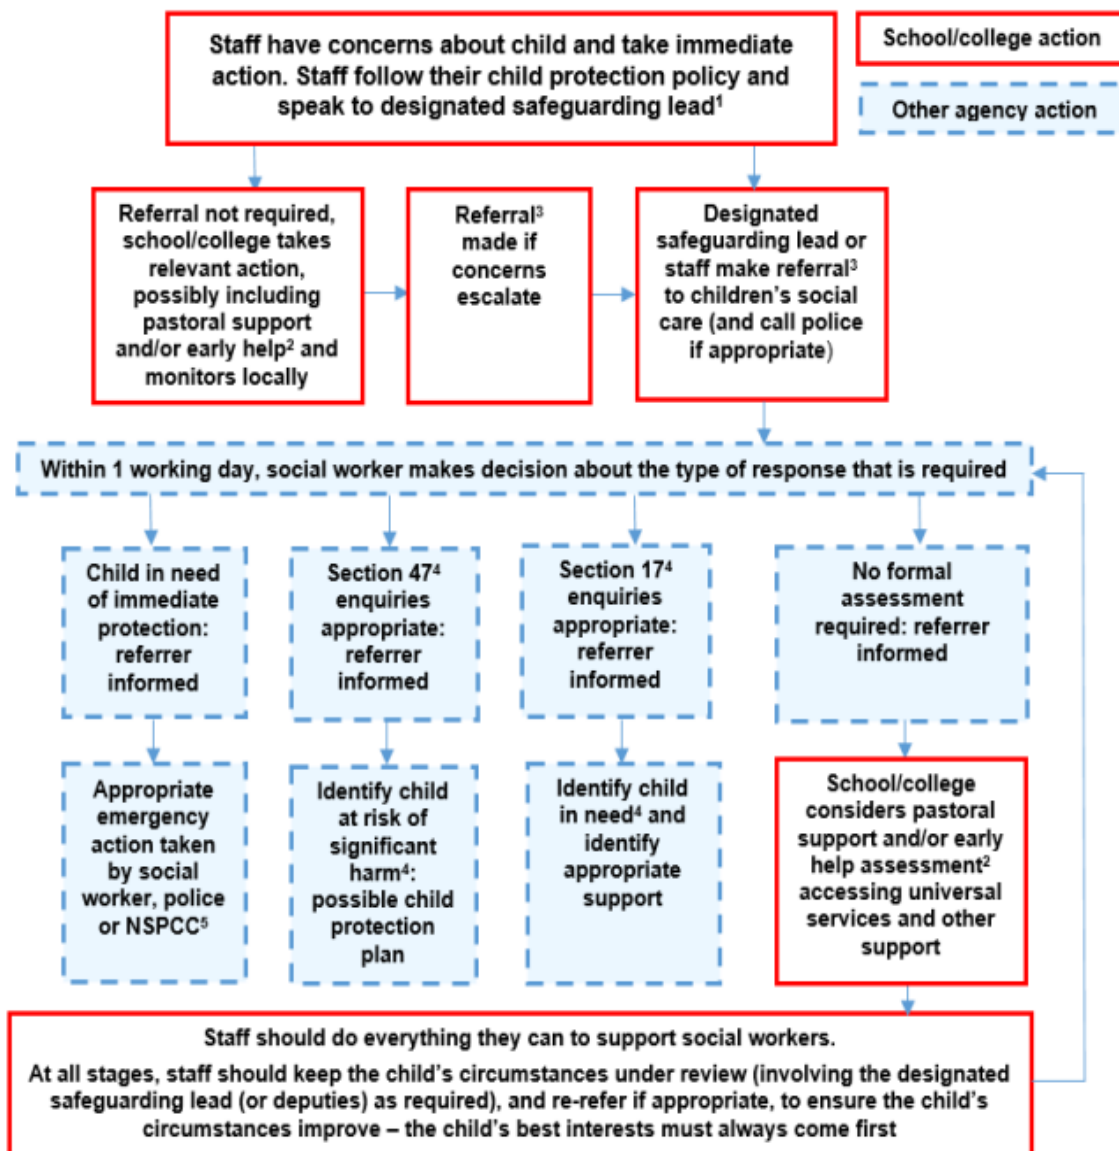 Staff have concerns about child and take immediate
action. Staff follow their child protection policy and
speak to designated safeguarding lead¹
School/college action
Other agency action
Referral not required,
school/college takes
relevant action,
possibly including
pastoral support
and/or early help² and
monitors locally
Referral³
made if
concerns
escalate
Designated
safeguarding lead or
staff make referral³
to children's social
care (and call police
if appropriate)
Within 1 working day, social worker makes decision about the type of response that is required
Child in need
of immediate
protection:
referrer
informed
Section 47⁴
enquiries
appropriate:
referrer
informed
Section 17⁴
enquiries
appropriate:
referrer
informed
No formal
assessment
required: referrer
informed
Appropriate
emergency
action taken
by social
worker, police
or NSPCC⁵
Identify child
at risk of
significant
harm⁴:
possible child
protection
plan
Identify child
in need⁴ and
identify
appropriate
support
School/college
considers pastoral
support and/or early
help assessment²
accessing universal
services and other
support
Staff should do everything they can to support social workers.
At all stages, staff should keep the child's circumstances under review (involving the designated
safeguarding lead (or deputies) as required), and re-refer if appropriate, to ensure the child's
circumstances improve – the child's best interests must always come first